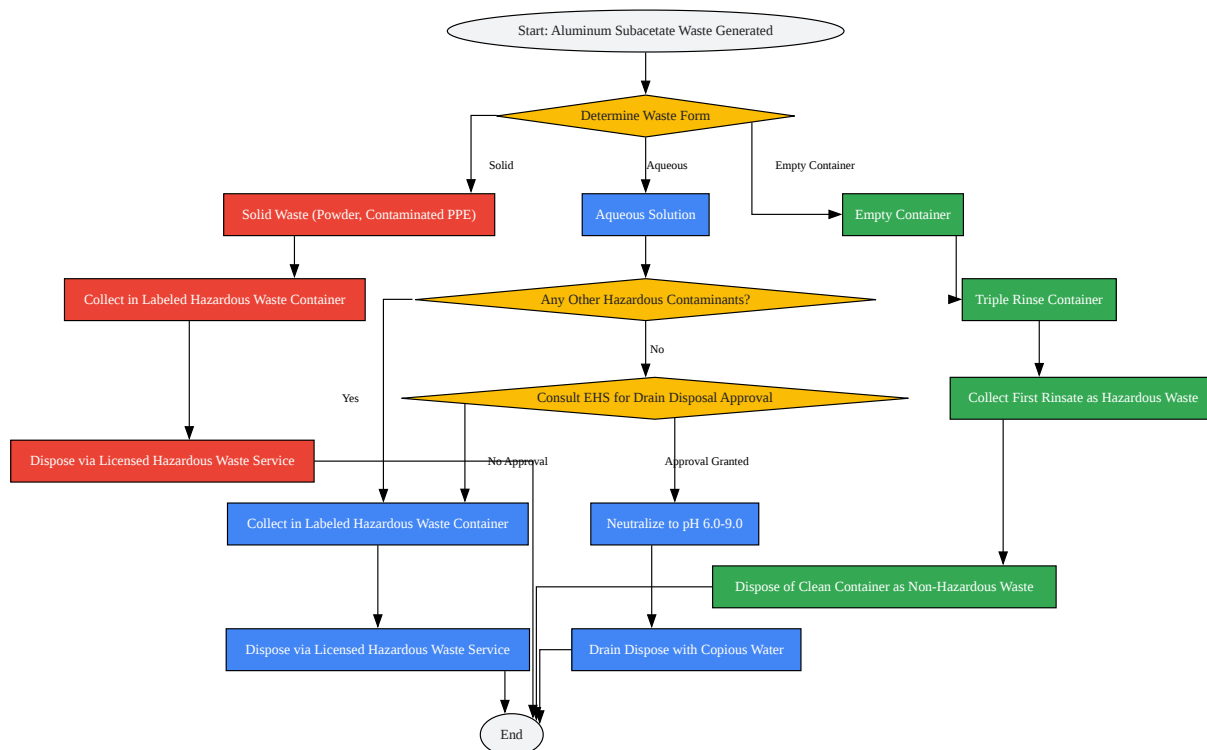 Start: Aluminum Subacetate Waste Generated
Determine Waste Form
Solid
Aqueous
Empty Container
Solid Waste (Powder, Contaminated PPE)
Aqueous Solution
Empty Container
Collect in Labeled Hazardous Waste Container
Any Other Hazardous Contaminants?
Triple Rinse Container
No
Yes
Consult EHS for Drain Disposal Approval
Collect First Rinsate as Hazardous Waste
Dispose via Licensed Hazardous Waste Service
No Approval
Approval Granted
Collect in Labeled Hazardous Waste Container
Neutralize to pH 6.0-9.0
Dispose of Clean Container as Non-Hazardous Waste
Dispose via Licensed Hazardous Waste Service
Drain Dispose with Copious Water
End